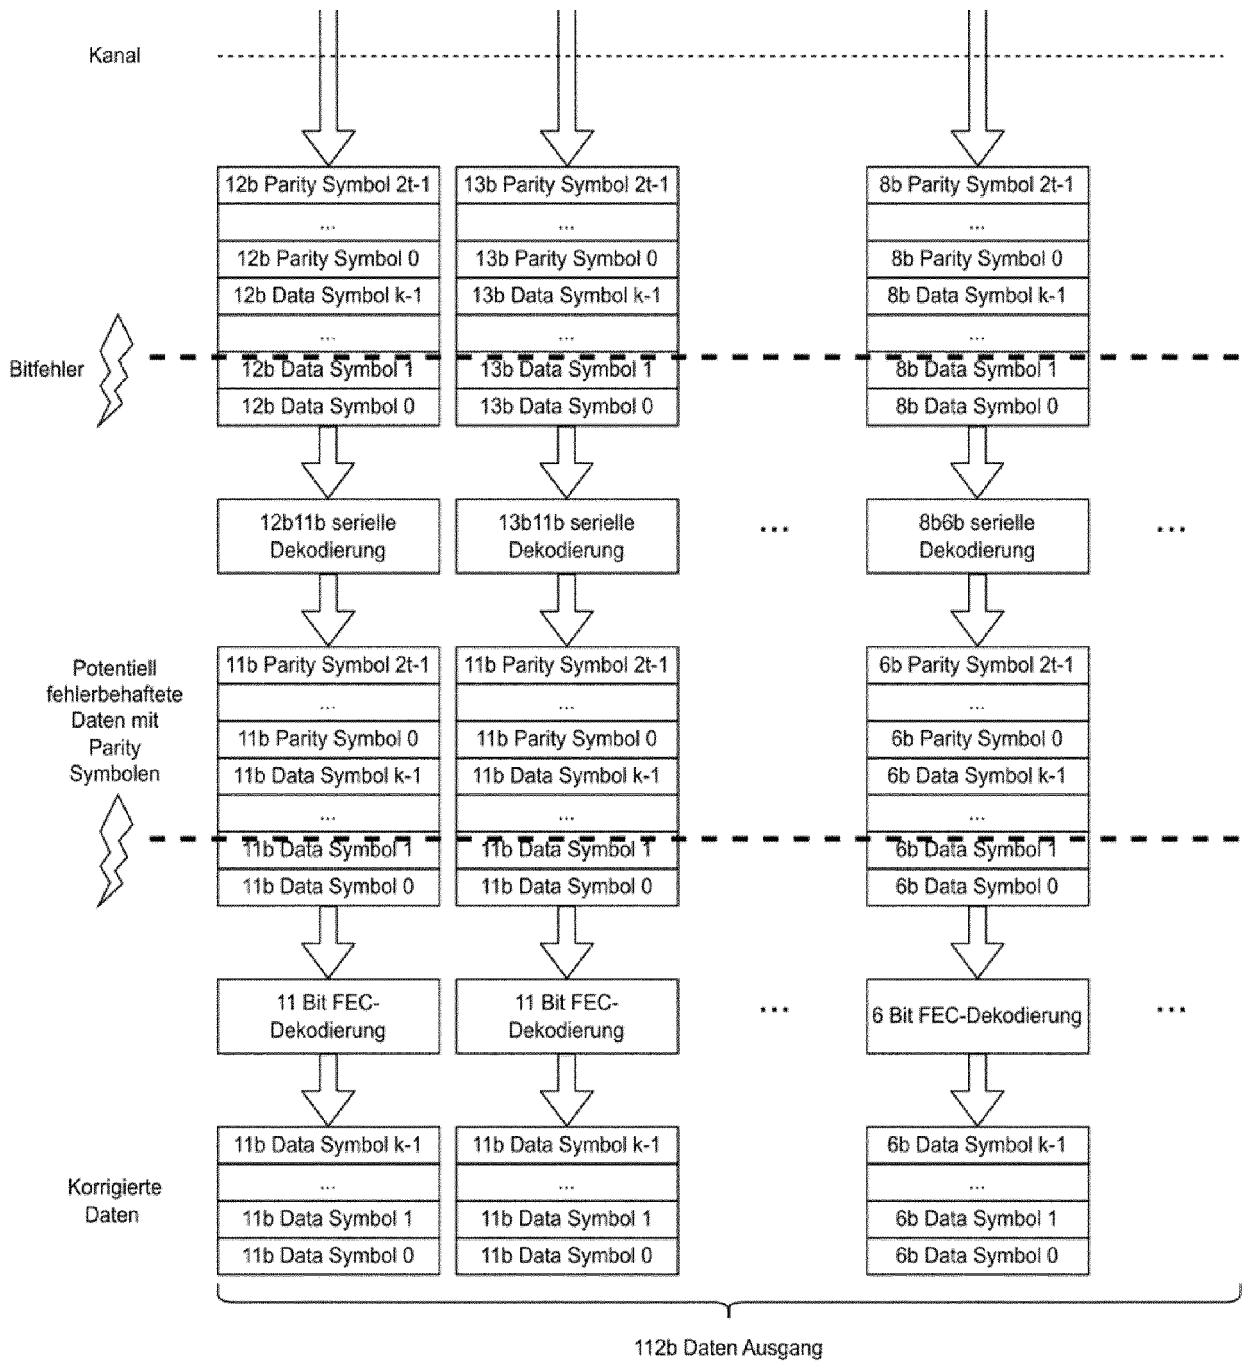 Kanal
12b Parity Symbol 2t-1
...
12b Parity Symbol 0
12b Data Symbol k-1
...
12b Data Symbol 1
12b Data Symbol 0
13b Parity Symbol 2t-1
...
13b Parity Symbol 0
13b Data Symbol k-1
...
13b Data Symbol 1
13b Data Symbol 0
8b Parity Symbol 2t-1
...
8b Parity Symbol 0
8b Data Symbol k-1
...
8b Data Symbol 1
8b Data Symbol 0
Bitfehler
12b11b serielle
Dekodierung
13b11b serielle
Dekodierung
...
8b6b serielle
Dekodierung
...
Potentiell
fehlerbehaftete
Daten mit
Parity
Symbolen
11b Parity Symbol 2t-1
...
11b Parity Symbol 0
11b Data Symbol k-1
...
11b Data Symbol 1
11b Data Symbol 0
11b Parity Symbol 2t-1
...
11b Parity Symbol 0
11b Data Symbol k-1
...
11b Data Symbol 1
11b Data Symbol 0
6b Parity Symbol 2t-1
...
6b Parity Symbol 0
6b Data Symbol k-1
...
6b Data Symbol 1
6b Data Symbol 0
11 Bit FEC-
Dekodierung
11 Bit FEC-
Dekodierung
...
6 Bit FEC-Dekodierung
...
Korrigierte
Daten
11b Data Symbol k-1
...
11b Data Symbol 1
11b Data Symbol 0
11b Data Symbol k-1
...
11b Data Symbol 1
11b Data Symbol 0
6b Data Symbol k-1
...
6b Data Symbol 1
6b Data Symbol 0
112b Daten Ausgang